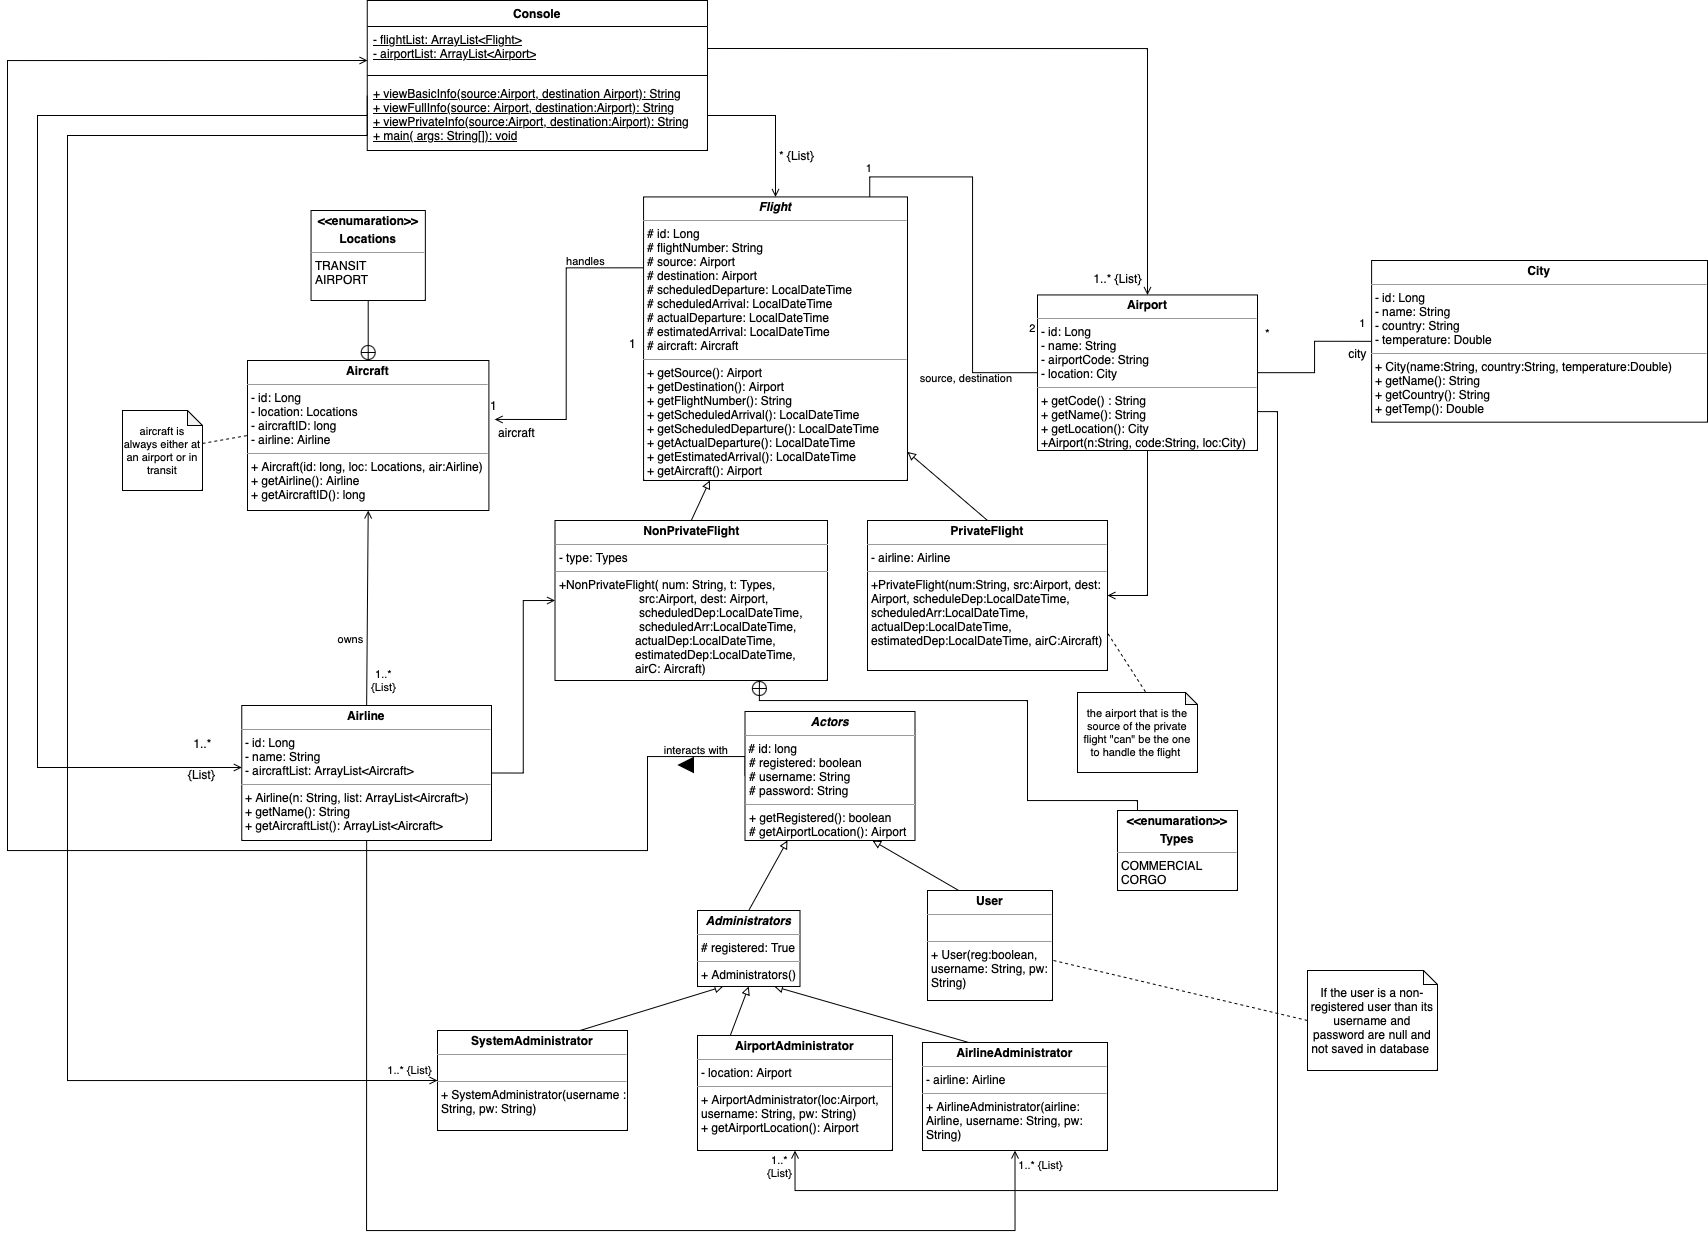 Console
- flightList: ArrayList<Flight>
- airportList: ArrayList<Airport>
+ viewBasicInfo(source:Airport, destination Airport): String
+ viewFullInfo(source: Airport, destination:Airport): String
+ viewPrivateInfo(source:Airport, destination:Airport): String
+ main( args: String[]): void
* {List}
1
<<enumaration>>
Locations
TRANSIT
AIRPORT
Flight
# id: Long
# flightNumber: String
# source: Airport
# destination: Airport
# scheduledDeparture: LocalDateTime
# scheduledArrival: LocalDateTime
# actualDeparture: LocalDateTime
# estimatedArrival: LocalDateTime
# aircraft: Aircraft
+ getSource(): Airport
+ getDestination(): Airport
+ getFlightNumber(): String
+ getScheduledArrival(): LocalDateTime
+ getScheduledDeparture(): LocalDateTime
+ getActualDeparture(): LocalDateTime
+ getEstimatedArrival(): LocalDateTime
+ getAircraft(): Airport
handles
1
1..* {List}
2
source, destination
Airport
- id: Long
- name: String
- airportCode: String
- location: City
+ getCode() : String
+ getName(): String
+ getLocation(): City
+Airport(n:String, code:String, loc:City)
*
1
city
City
- id: Long
- name: String
- country: String
- temperature: Double
+ City(name:String, country:String, temperature:Double)
+ getName(): String
+ getCountry(): String
+ getTemp(): Double
Aircraft
- id: Long
- location: Locations
- aircraftID: long
- airline: Airline
+ Aircraft(id: long, loc: Locations, air:Airline)
+ getAirline(): Airline
+ getAircraftID(): long
1
aircraft
aircraft is
always either at
an airport or in
transit
NonPrivateFlight
- type: Types
+NonPrivateFlight( num: String, t: Types,
src:Airport, dest: Airport,
scheduledDep:LocalDateTime,
scheduledArr:LocalDateTime,
actualDep:LocalDateTime,
estimatedDep:LocalDateTime,
airC: Aircraft)
PrivateFlight
- airline: Airline
+PrivateFlight(num:String, src:Airport, dest:
Airport, scheduleDep:LocalDateTime,
scheduledArr:LocalDateTime,
actualDep:LocalDateTime,
estimatedDep:LocalDateTime, airC:Aircraft)
owns
1..*
{List}
the airport that is the
source of the private
flight "can" be the one
to handle the flight
1..*
{List}
Airline
- id: Long
- name: String
- aircraftList: ArrayList<Aircraft>
+ Airline(n: String, list: ArrayList<Aircraft>)
+ getName(): String
+ getAircraftList(): ArrayList<Aircraft>
interacts with
Actors
# id: long
# registered: boolean
# username: String
# password: String
+ getRegistered(): boolean
# getAirportLocation(): Airport
<<enumaration>>
Types
COMMERCIAL
CORGO
Administrators
# registered: True
+ Administrators()
User
+ User(reg:boolean,
username: String, pw:
String)
If the user is a non-
registered user than its
username and
password are null and
not saved in database
1..* {List}
SystemAdministrator
+ SystemAdministrator(username :
String, pw: String)
AirportAdministrator
- location: Airport
+ AirportAdministrator(loc:Airport,
username: String, pw: String)
+ getAirportLocation(): Airport
AirlineAdministrator
- airline: Airline
+ AirlineAdministrator(airline:
Airline, username: String, pw:
String)
1..*
{List}
1..* {List}